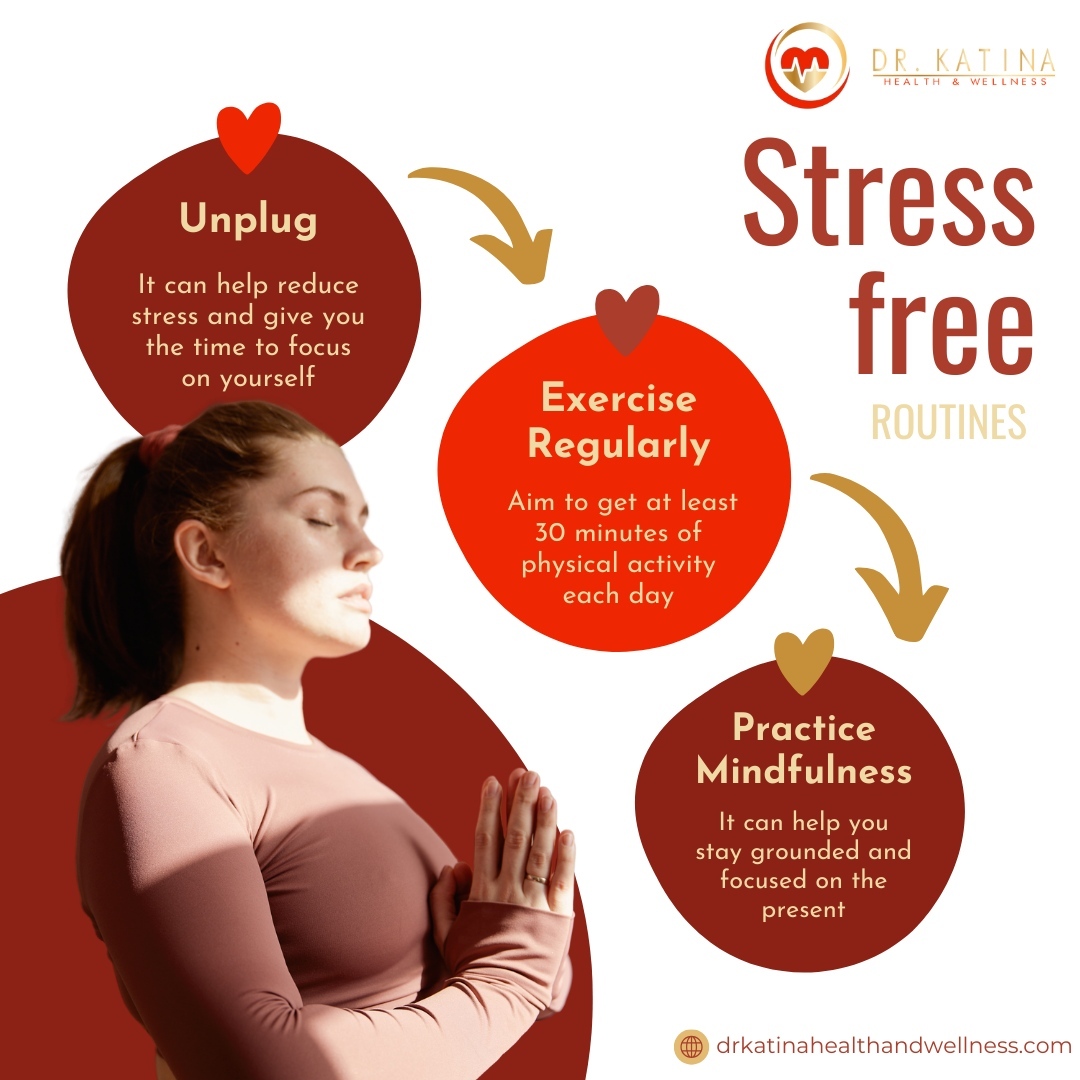 DR. KATINA
HEALTH & WELLNESS
Stress
free
ROUTINES
Unplug
It can help reduce
stress and give you
the time to focus
on yourself
Exercise
Regularly
Aim to get at least
30 minutes of
physical activity
each day
Practice
Mindfulness
It can help you
stay grounded and
focused on the
present
drkatinahealthandwellness.com